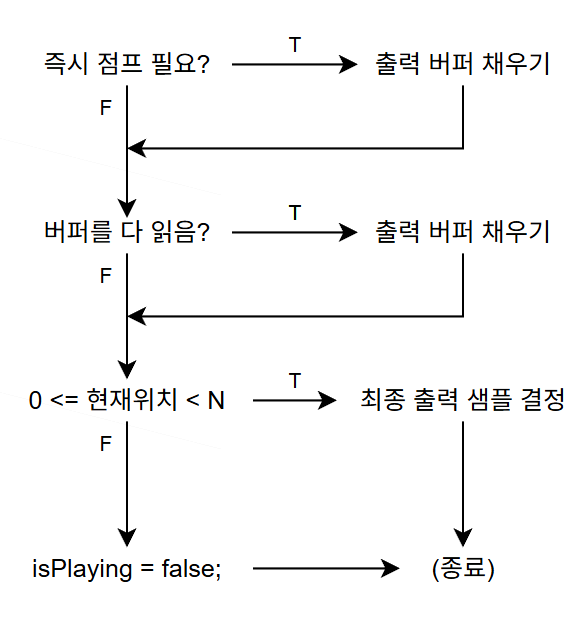 즉시 점프 필요?
T
출력 버퍼 채우기
F
버퍼를 다 읽음?
T
출력 버퍼 채우기
F
0 <= 현재위치 < N
T
최종 출력 샘플 결정
F
isPlaying = false;
(종료)